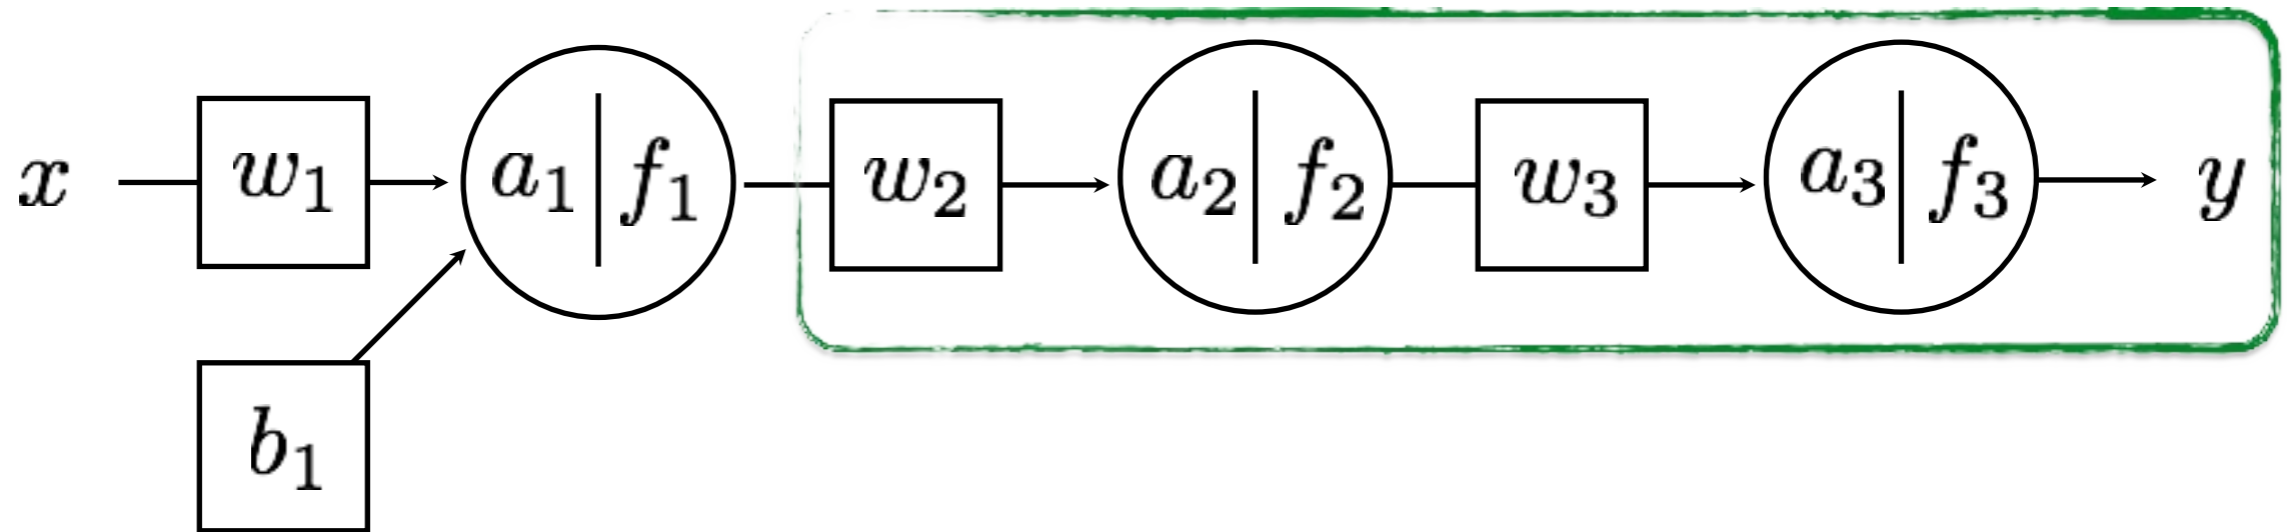 x w₁ a₁ | f₁ w₂ a₂ | f₂ w₃ a₃ | f₃ y
b₁